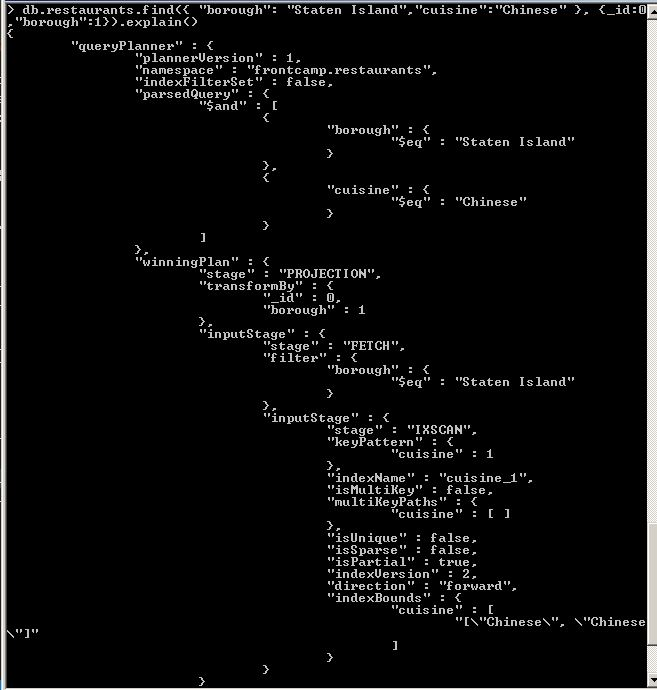 > db.restaurants.find({ "borough": "Staten Island","cuisine":"Chinese" }, {_id:0
,"borough":1}).explain()
{
"queryPlanner" : {
"plannerVersion" : 1,
"namespace" : "frontcamp.restaurants",
"indexFilterSet" : false,
"parsedQuery" : {
"$and" : [
{
"borough" : {
"$eq" : "Staten Island"
}
},
{
"cuisine" : {
"$eq" : "Chinese"
}
}
]
},
"winningPlan" : {
"stage" : "PROJECTION",
"transformBy" : {
"_id" : 0,
"borough" : 1
},
"inputStage" : {
"stage" : "FETCH",
"filter" : {
"borough" : {
"$eq" : "Staten Island"
}
},
"inputStage" : {
"stage" : "IXSCAN",
"keyPattern" : {
"cuisine" : 1
},
"indexName" : "cuisine_1",
"isMultiKey" : false,
"multiKeyPaths" : {
"cuisine" : [ ]
},
"isUnique" : false,
"isSparse" : false,
"isPartial" : true,
"indexVersion" : 2,
"direction" : "forward",
"indexBounds" : {
"cuisine" : [
"[\"Chinese\", \"Chinese
\"]"
]
}
}
}